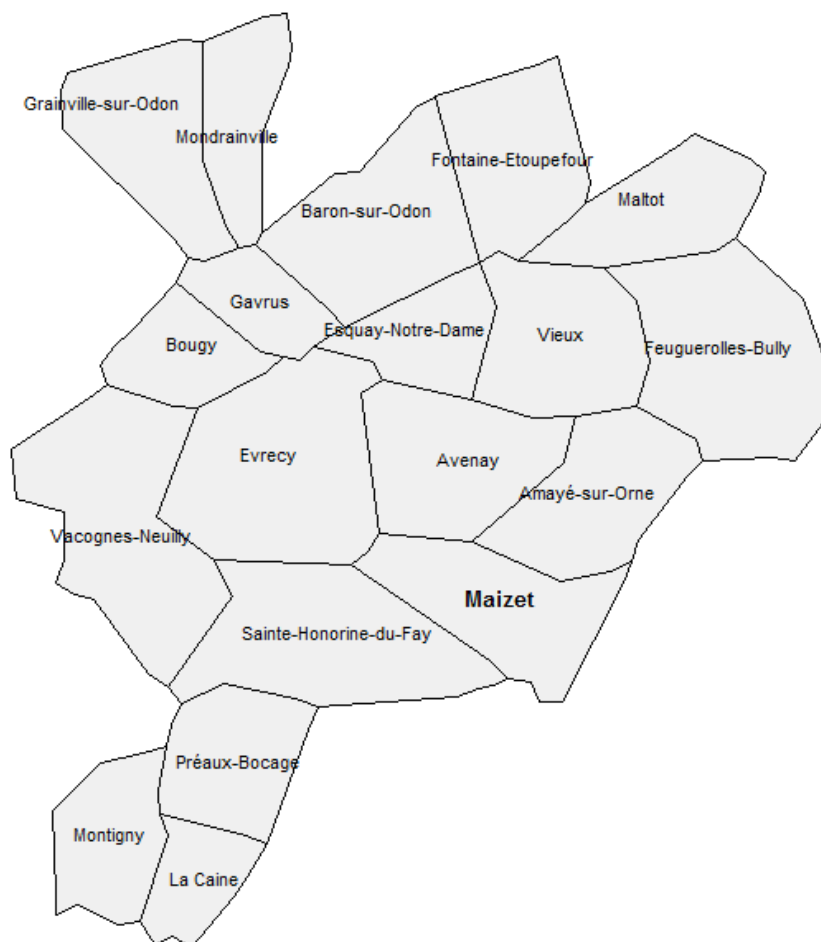 Grainville-sur-Odon
Mondrainville
Fontaine-Etoupefour
Maltot
Baron-sur-Odon
Gavrus
Esquay-Notre-Dame
Vieux
Bougy
Feuguerolles-Bully
Evrecy
Avenay
Amayé-sur-Orne
Vacognes-Neuilly
Maizet
Sainte-Honorine-du-Fay
Préaux-Bocage
Montigny
La Caine